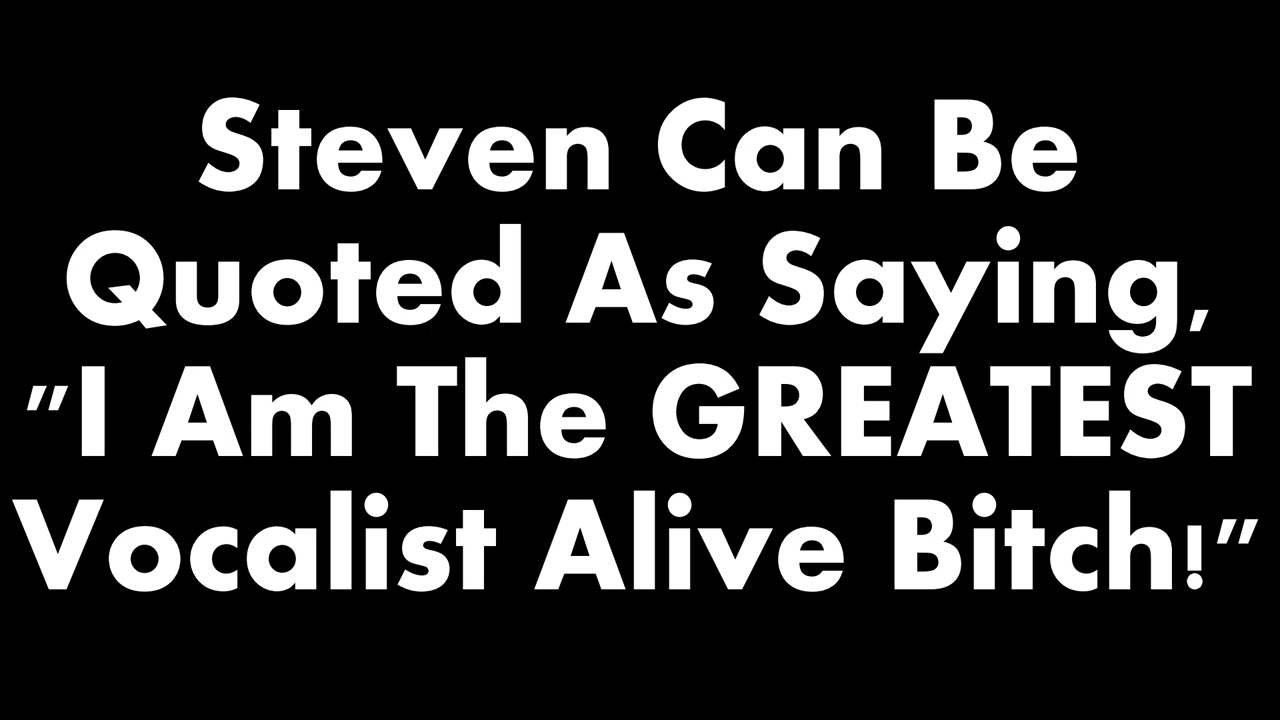 Steven Can Be
Quoted As Saying,
"I Am The GREATEST
Vocalist Alive Bitch!"